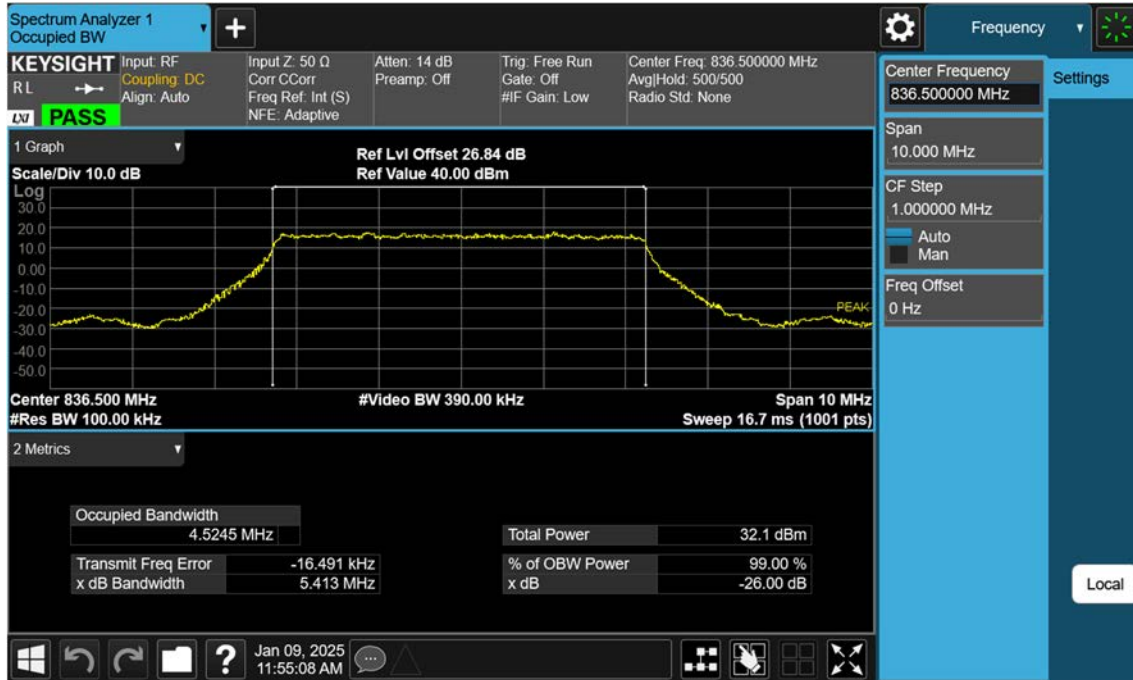 Spectrum Analyzer 1
Occupied BW
Frequency
KEYSIGHT
RL
LXI PASS
Input: RF
Coupling: DC
Align: Auto
Input Z: 50 Ω
Corr CCorr
Freq Ref: Int (S)
NFE: Adaptive
Atten: 14 dB
Preamp: Off
Trig: Free Run
Gate: Off
#IF Gain: Low
Center Freq: 836.500000 MHz
Avg|Hold: 500/500
Radio Std: None
1 Graph
Scale/Div 10.0 dB
Ref Lvl Offset 26.84 dB
Ref Value 40.00 dBm
Log
30.0
20.0
10.0
0.00
-10.0
-20.0
-30.0
-40.0
-50.0
PEAK
Center 836.500 MHz
#Video BW 390.00 kHz
Span 10 MHz
#Res BW 100.00 kHz
Sweep 16.7 ms (1001 pts)
2 Metrics
Occupied Bandwidth
4.5245 MHz
Total Power 32.1 dBm
Transmit Freq Error -16.491 kHz
% of OBW Power 99.00 %
x dB Bandwidth 5.413 MHz
x dB -26.00 dB
Center Frequency
836.500000 MHz
Settings
Span
10.000 MHz
CF Step
1.000000 MHz
Auto
Man
Freq Offset
0 Hz
Local
?
Jan 09, 2025
11:55:08 AM